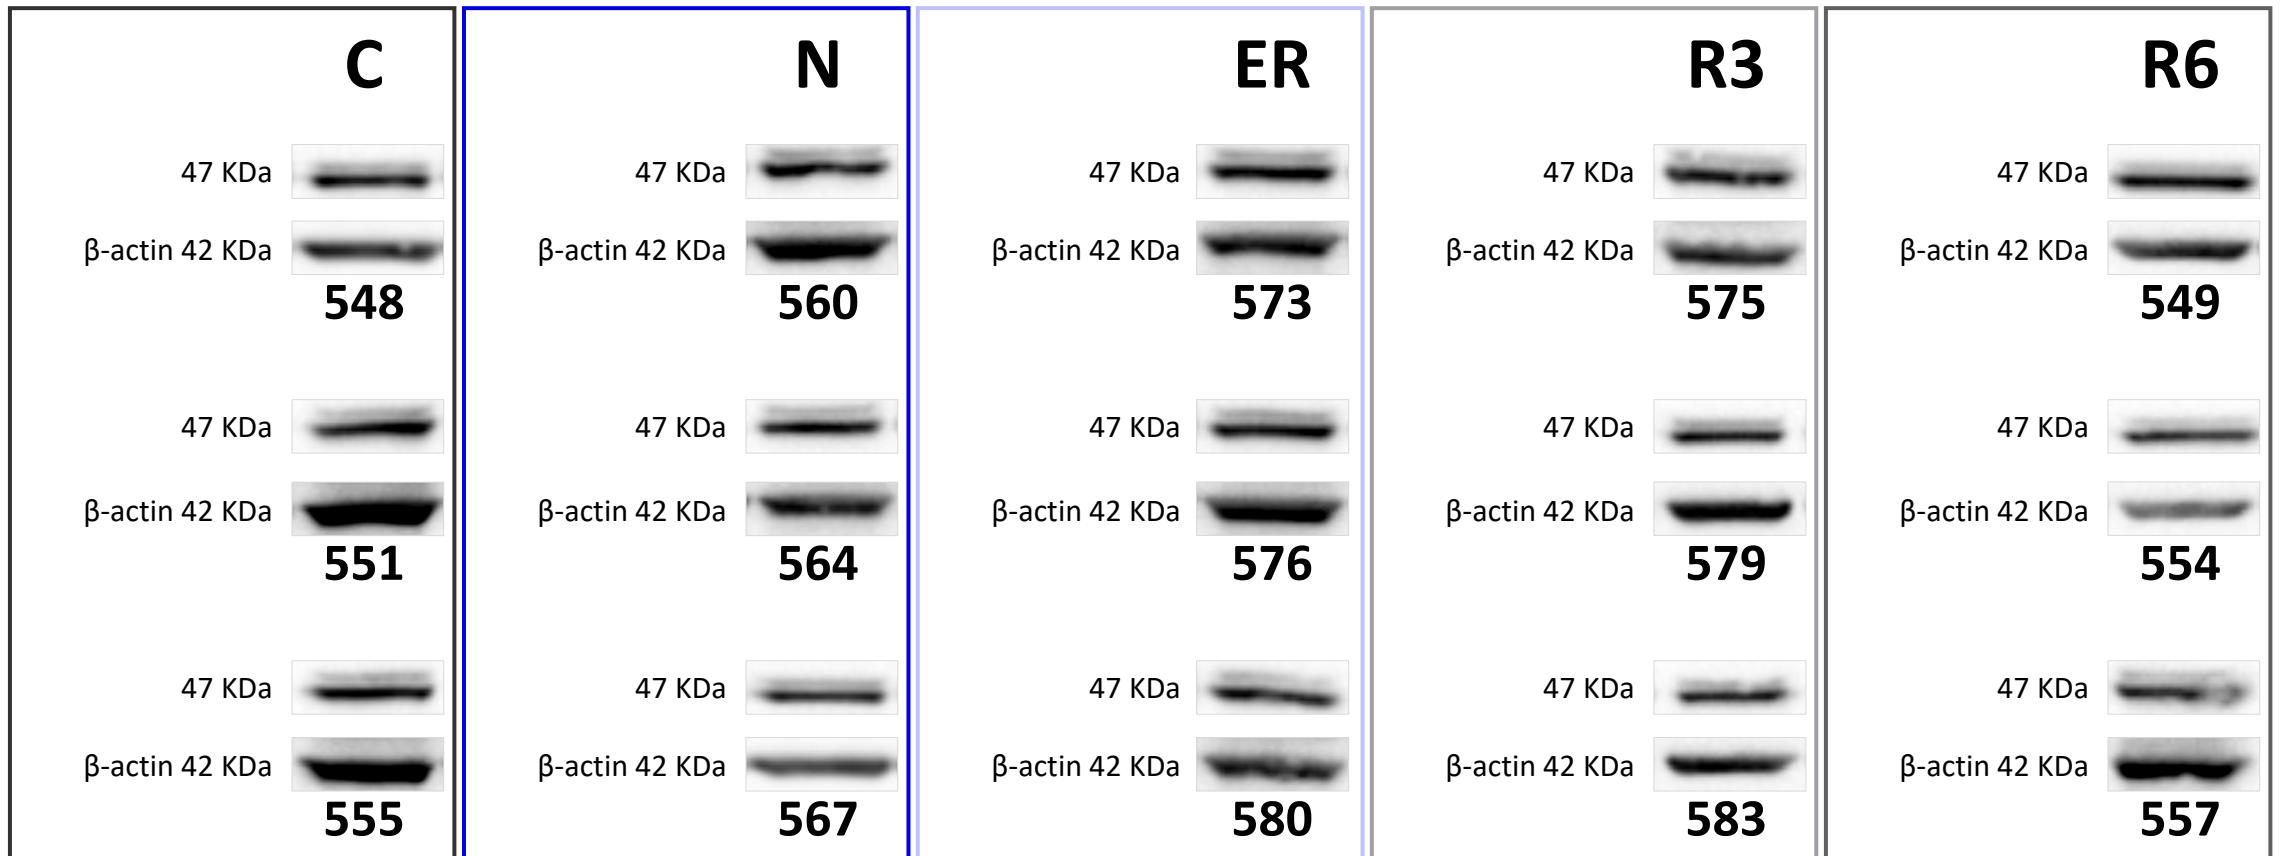 C N ER R3 R6
47 KDa 47 KDa 47 KDa 47 KDa 47 KDa
β-actin 42 KDa β-actin 42 KDa β-actin 42 KDa β-actin 42 KDa β-actin 42 KDa
548 560 573 575 549
47 KDa 47 KDa 47 KDa 47 KDa 47 KDa
β-actin 42 KDa β-actin 42 KDa β-actin 42 KDa β-actin 42 KDa β-actin 42 KDa
551 564 576 579 554
47 KDa 47 KDa 47 KDa 47 KDa 47 KDa
β-actin 42 KDa β-actin 42 KDa β-actin 42 KDa β-actin 42 KDa β-actin 42 KDa
555 567 580 583 557